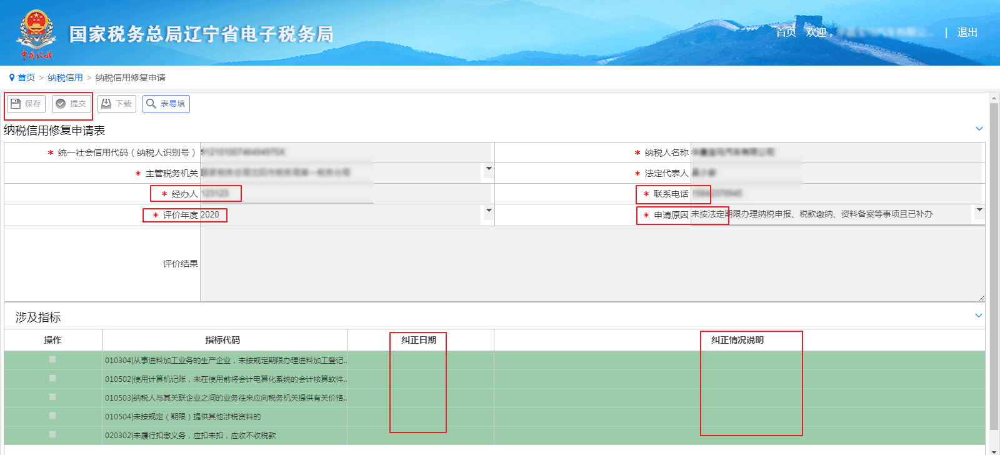 国家税务总局辽宁省电子税务局
首页 欢迎, | 退出
首页 > 纳税信用 > 纳税信用修复申请
保存 提交 下载 表易填
纳税信用修复申请表
* 统一社会信用代码（纳税人识别号） * 纳税人名称
* 主管税务机关 * 法定代表人
* 经办人 * 联系电话
* 评价年度 2020 * 申请原因 未按法定期限办理纳税申报、税款缴纳、资料备案等事项且已补办
评价结果
涉及指标
操作 指标代码 纠正日期 纠正情况说明
010304|从事进料加工业务的生产企业，未按规定期限办理进料加工登记..
010502|使用计算机记账，未在使用前将会计电算化系统的会计核算软件..
010503|纳税人与其关联企业之间的业务往来应向税务机关提供有关价格..
010504|未按规定（期限）提供其他涉税资料的
020302|未履行扣缴义务，应扣未扣，应收不收税款